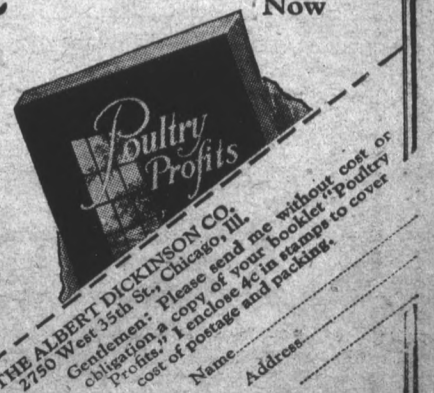 Now
Poultry
Profits
THE ALBERT DICKINSON CO.
2750 West 35th St., Chicago, Ill.
Gentlemen: Please send me without cost or
obligation a copy of your booklet "Poultry
Profits." I enclose 4c in stamps to cover
cost of postage and packing.
Name
Address